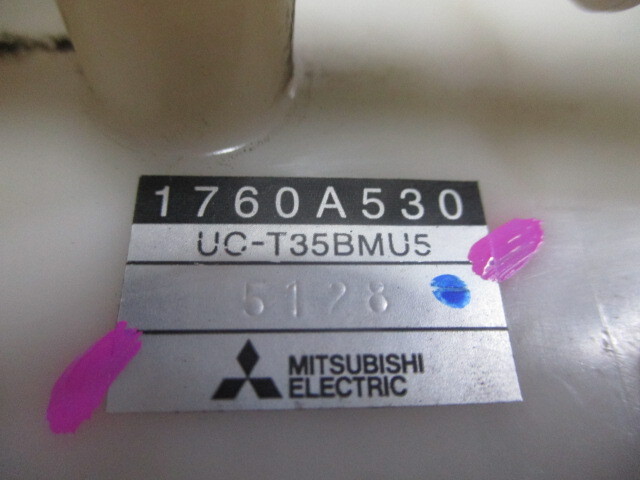 1760A530
UC-T35BMU5
5128
MITSUBISHI
ELECTRIC